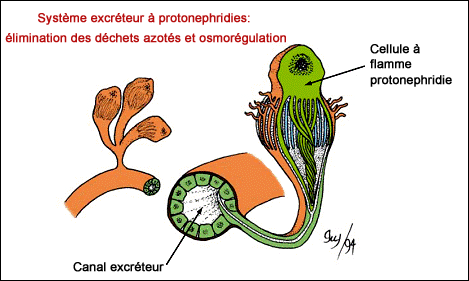 Système excréteur à protonephridies:
élimination des déchets azotés et osmorégulation
Cellule à
flamme
protonephridie
Canal excréteur